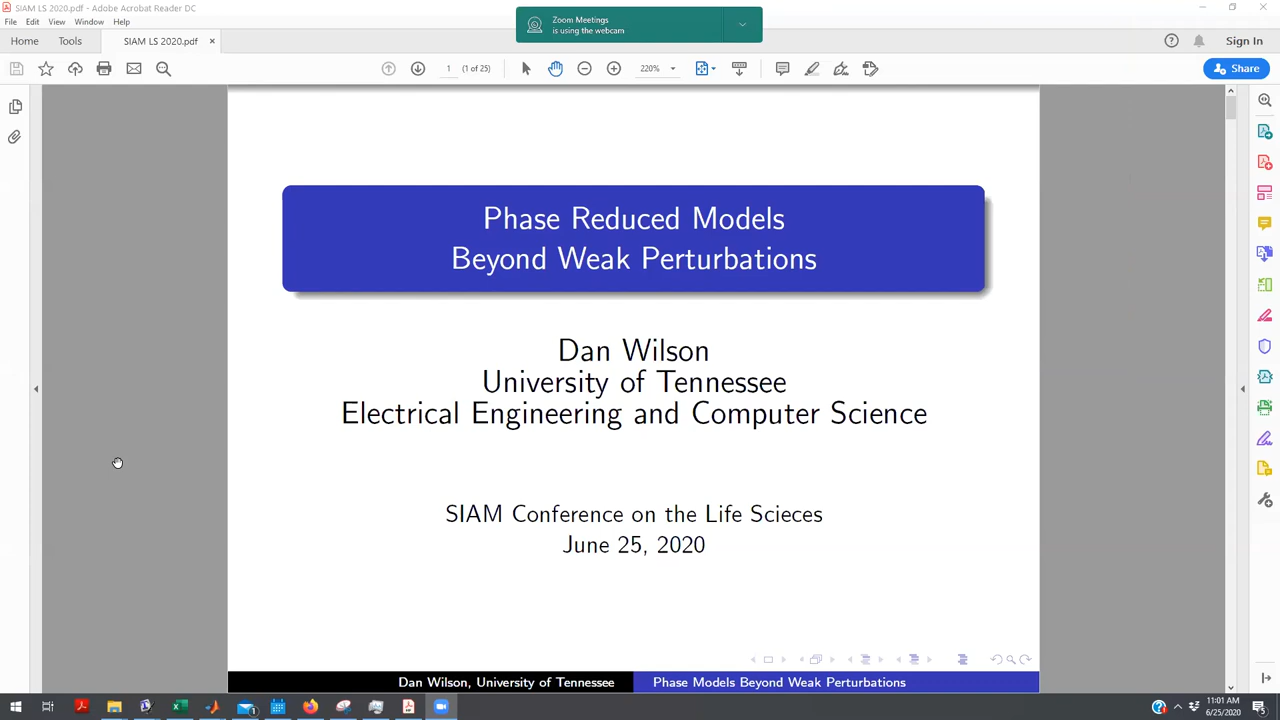 SIAM LS 2020.pdf - Adobe Acrobat Reader DC
File Edit View Window Help
Zoom Meetings
is using the webcam
Home Tools SIAM LS 2020.pdf × Sign In
1 (1 of 25) 220% Share
Phase Reduced Models
Beyond Weak Perturbations
Dan Wilson
University of Tennessee
Electrical Engineering and Computer Science
SIAM Conference on the Life Scieces
June 25, 2020
Dan Wilson, University of Tennessee Phase Models Beyond Weak Perturbations
11:01 AM
6/25/2020